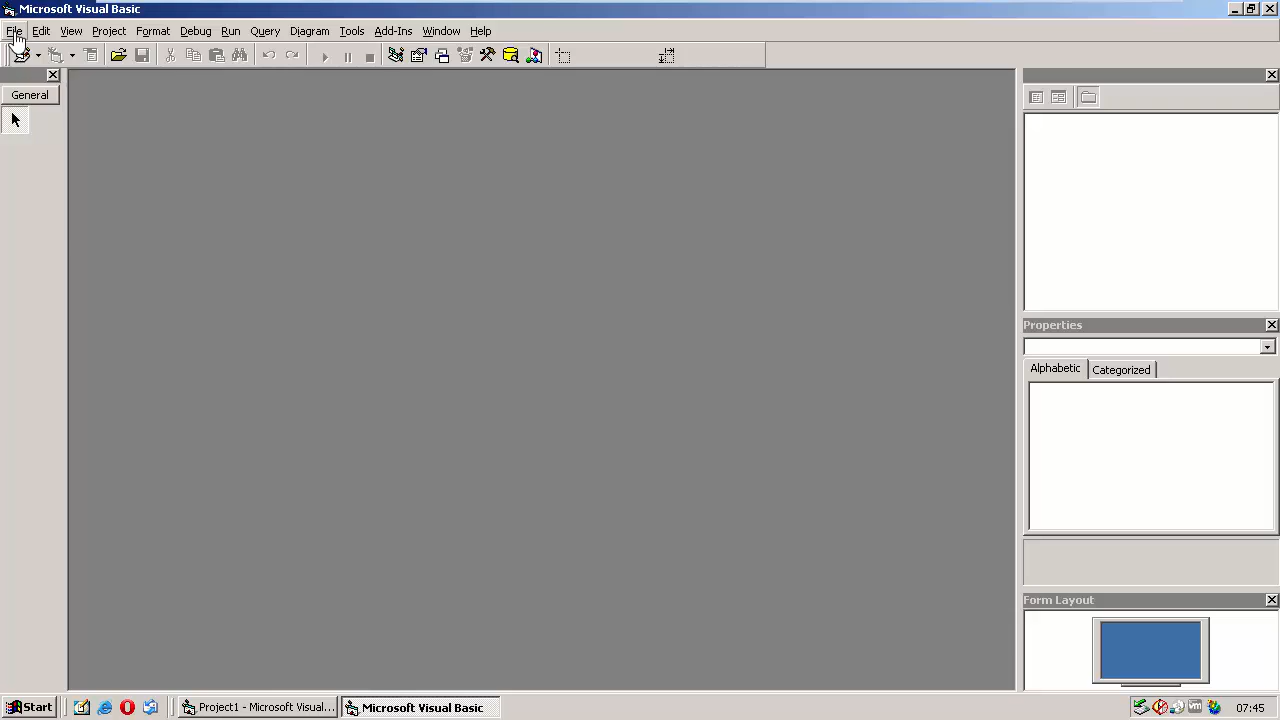 Microsoft Visual Basic
File Edit View Project Format Debug Run Query Diagram Tools Add-Ins Window Help
General
Properties
Alphabetic Categorized
Form Layout
Start Project1 - Microsoft Visual... Microsoft Visual Basic 07:45